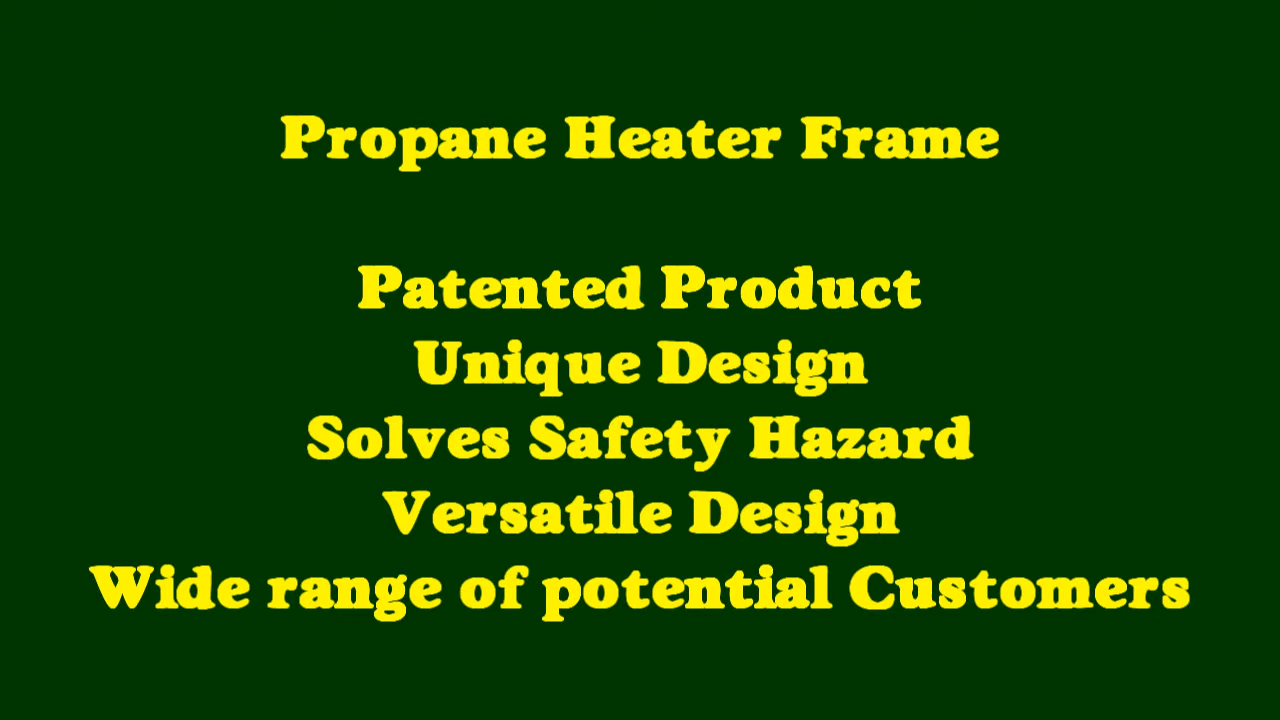 Propane Heater Frame
Patented Product
Unique Design
Solves Safety Hazard
Versatile Design
Wide range of potential Customers